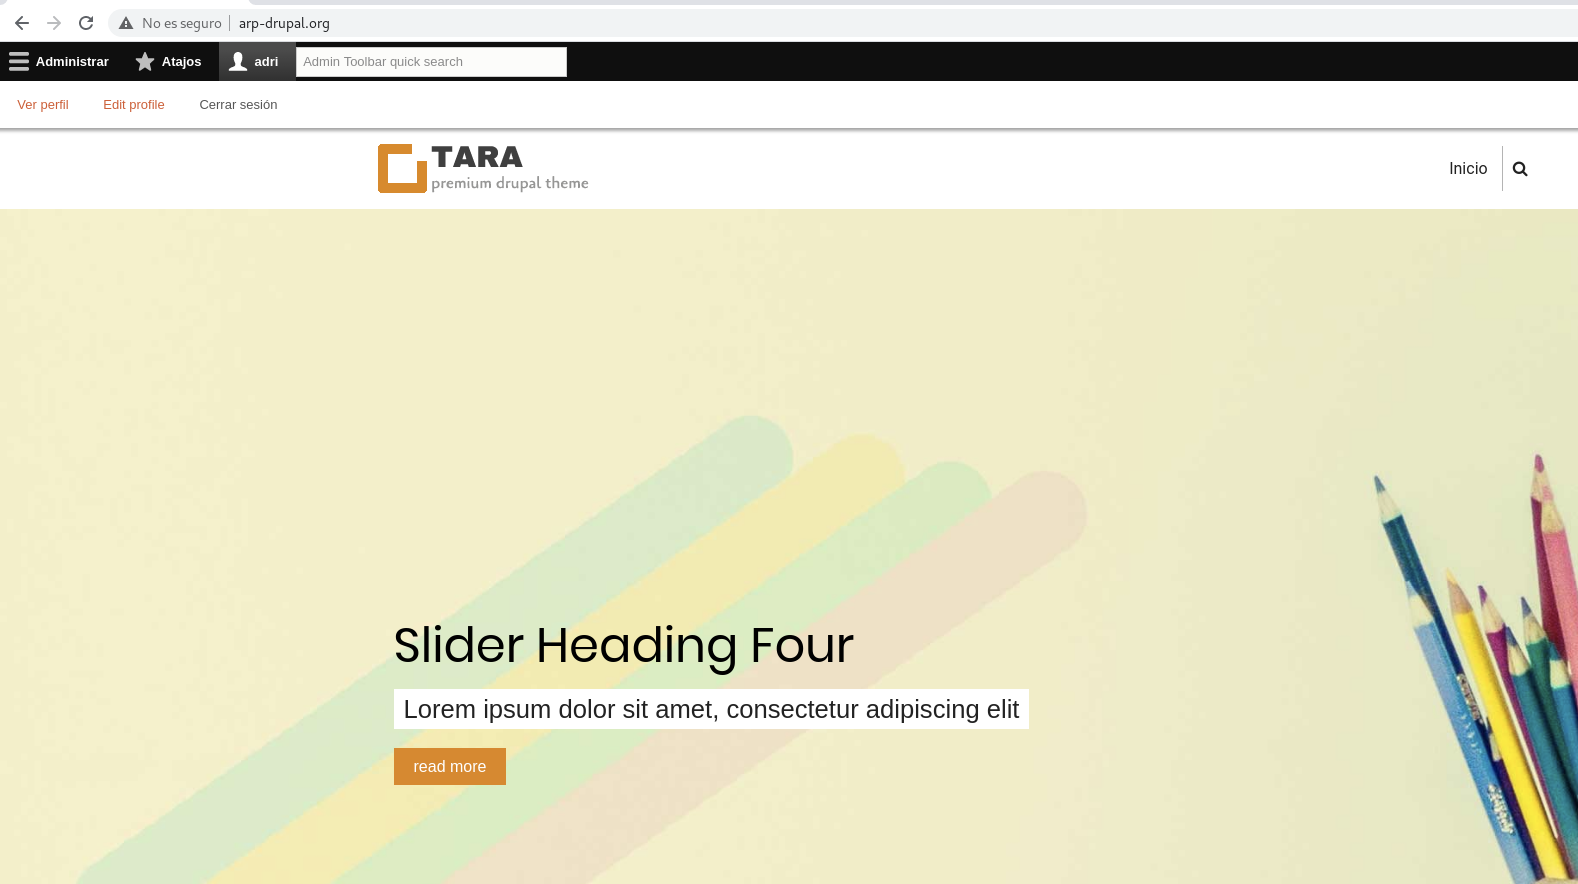 No es seguro arp-drupal.org
Administrar Atajos adri Admin Toolbar quick search
Ver perfil Edit profile Cerrar sesión
TARA
premium drupal theme
Inicio
Slider Heading Four
Lorem ipsum dolor sit amet, consectetur adipiscing elit
read more